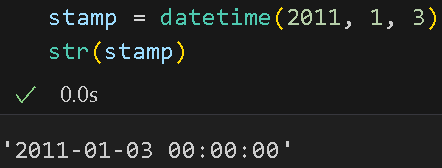 stamp = datetime(2011, 1, 3)
str(stamp)
0.0s
'2011-01-03 00:00:00'